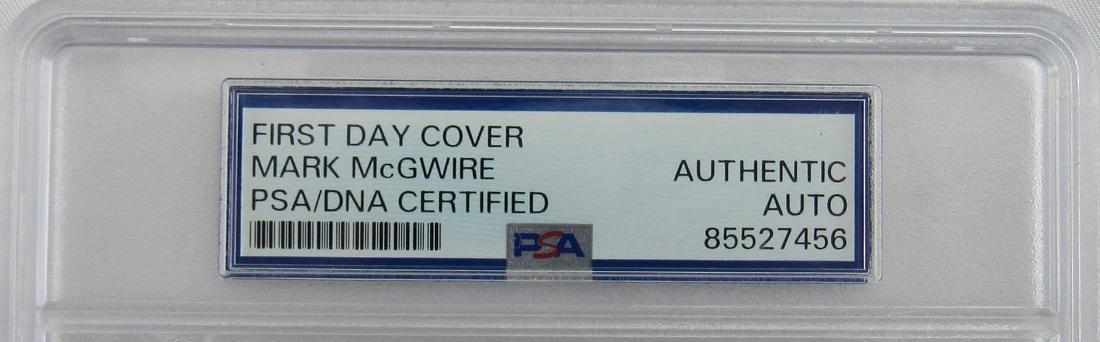 FIRST DAY COVER
MARK McGWIRE
PSA/DNA CERTIFIED
AUTHENTIC
AUTO
85527456
PSA